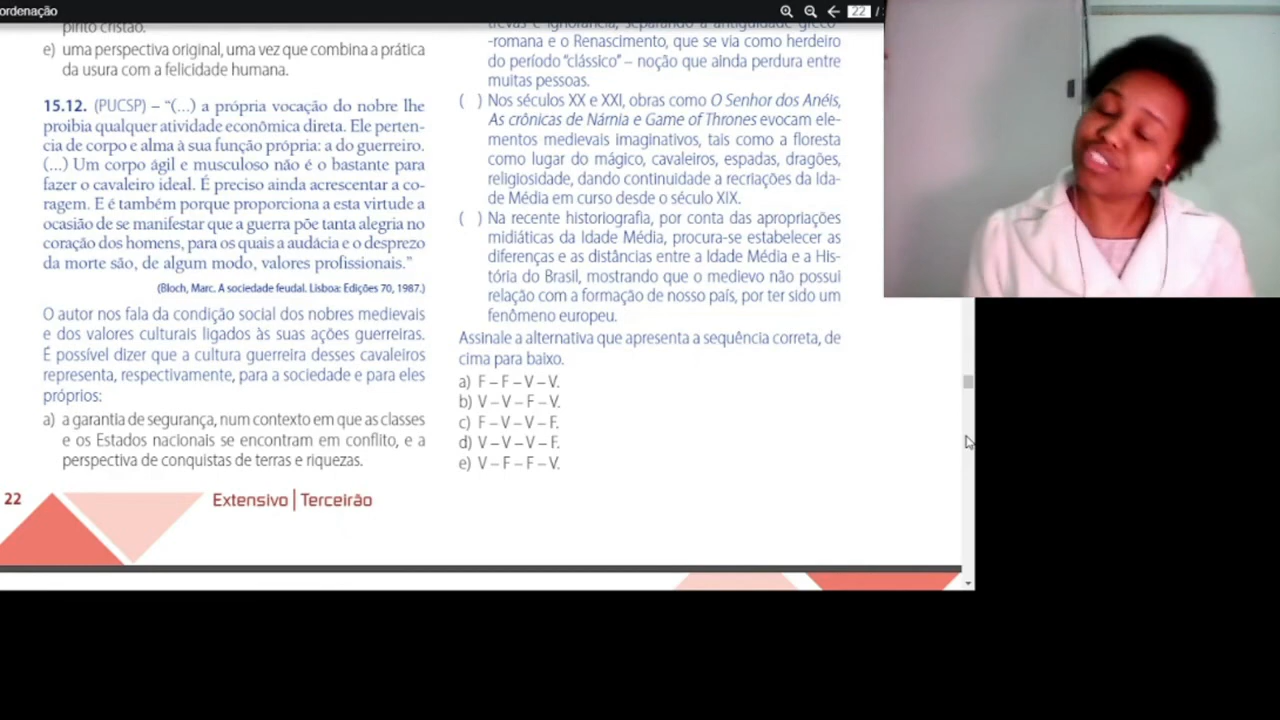 ordenação
22 /
pírito cristão.
e) uma perspectiva original, uma vez que combina a prática
da usura com a felicidade humana.
15.12. (PUCSP) – “(...) a própria vocação do nobre lhe
proibia qualquer atividade econômica direta. Ele perten-
cia de corpo e alma à sua função própria: a do guerreiro.
(...) Um corpo ágil e musculoso não é o bastante para
fazer o cavaleiro ideal. É preciso ainda acrescentar a co-
ragem. E é também porque proporciona a esta virtude a
ocasião de se manifestar que a guerra põe tanta alegria no
coração dos homens, para os quais a audácia e o desprezo
da morte são, de algum modo, valores profissionais.”
(Bloch, Marc. A sociedade feudal. Lisboa: Edições 70, 1987.)
O autor nos fala da condição social dos nobres medievais
e dos valores culturais ligados às suas ações guerreiras.
É possível dizer que a cultura guerreira desses cavaleiros
representa, respectivamente, para a sociedade e para eles
próprios:
a) a garantia de segurança, num contexto em que as classes
e os Estados nacionais se encontram em conflito, e a
perspectiva de conquistas de terras e riquezas.
trevas e ignorância, separando a antiguidade greco-
-romana e o Renascimento, que se via como herdeiro
do período “clássico” – noção que ainda perdura entre
muitas pessoas.
( ) Nos séculos XX e XXI, obras como O Senhor dos Anéis,
As crônicas de Nárnia e Game of Thrones evocam ele-
mentos medievais imaginativos, tais como a floresta
como lugar do mágico, cavaleiros, espadas, dragões,
religiosidade, dando continuidade a recriações da Ida-
de Média em curso desde o século XIX.
( ) Na recente historiografia, por conta das apropriações
midiáticas da Idade Média, procura-se estabelecer as
diferenças e as distâncias entre a Idade Média e a His-
tória do Brasil, mostrando que o medievo não possui
relação com a formação de nosso país, por ter sido um
fenômeno europeu.
Assinale a alternativa que apresenta a sequência correta, de
cima para baixo.
a) F – F – V – V.
b) V – V – F – V.
c) F – V – V – F.
d) V – V – V – F.
e) V – F – F – V.
22
Extensivo | Terceirão